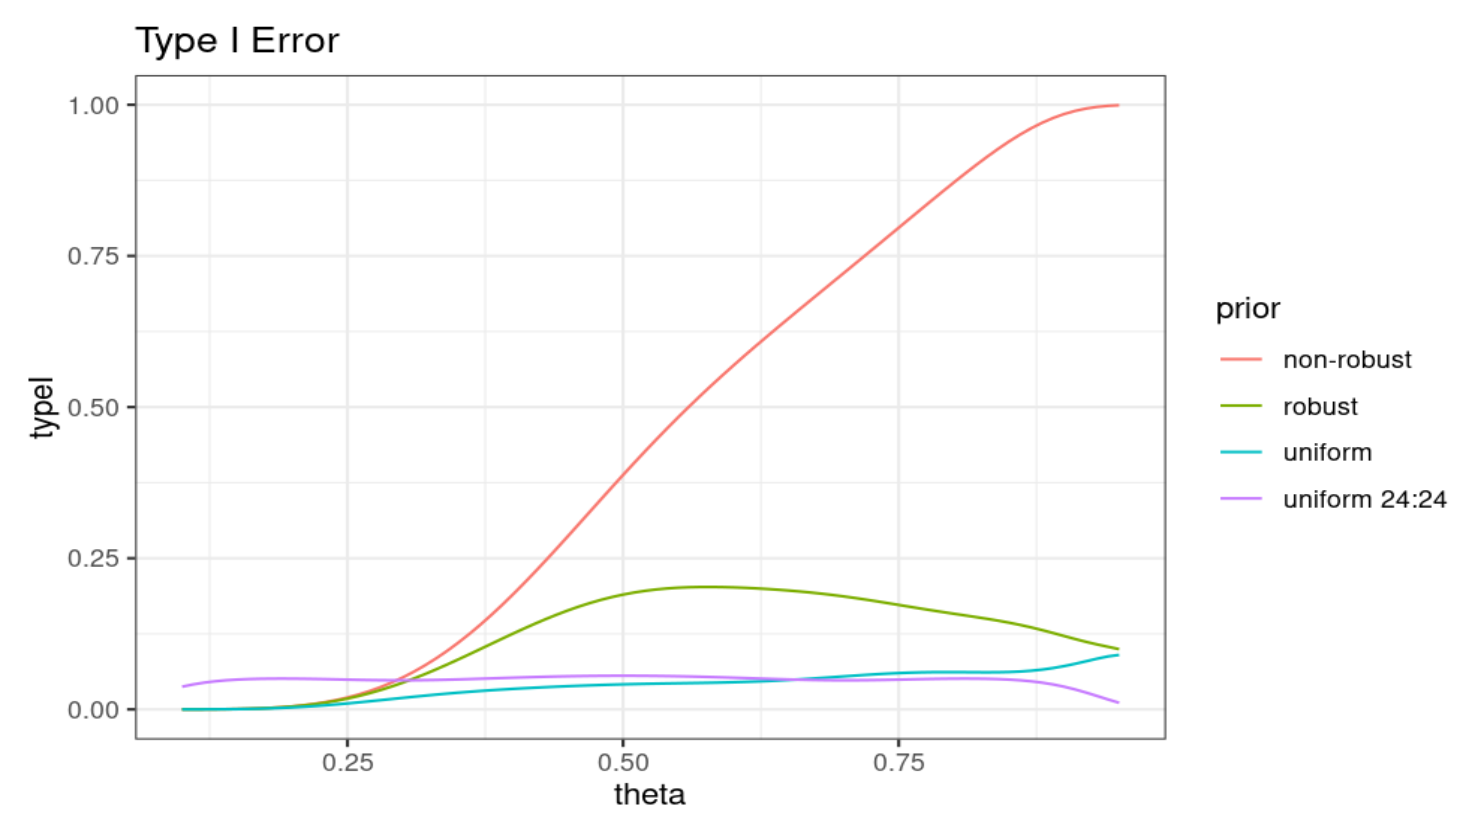 Type I Error
1.00
0.75
0.50
0.25
0.00
typeI
0.25 0.50 0.75
theta
prior
non-robust
robust
uniform
uniform 24:24